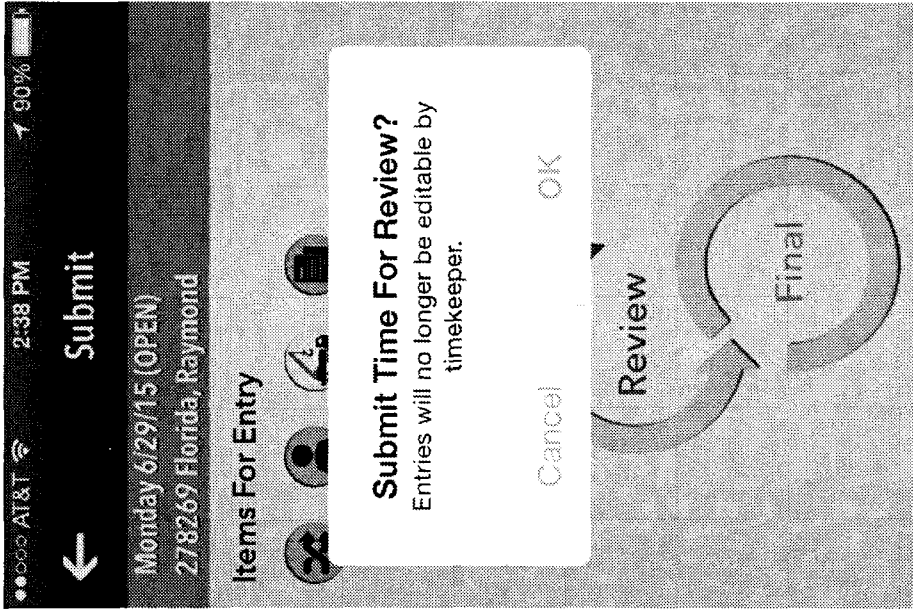 AT&T 2:38 PM 90%
Submit
Monday 6/29/15 (OPEN)
278269 Florida, Raymond
Items For Entry
Submit Time For Review?
Entries will no longer be editable by
timekeeper.
Cancel OK
Review
Final